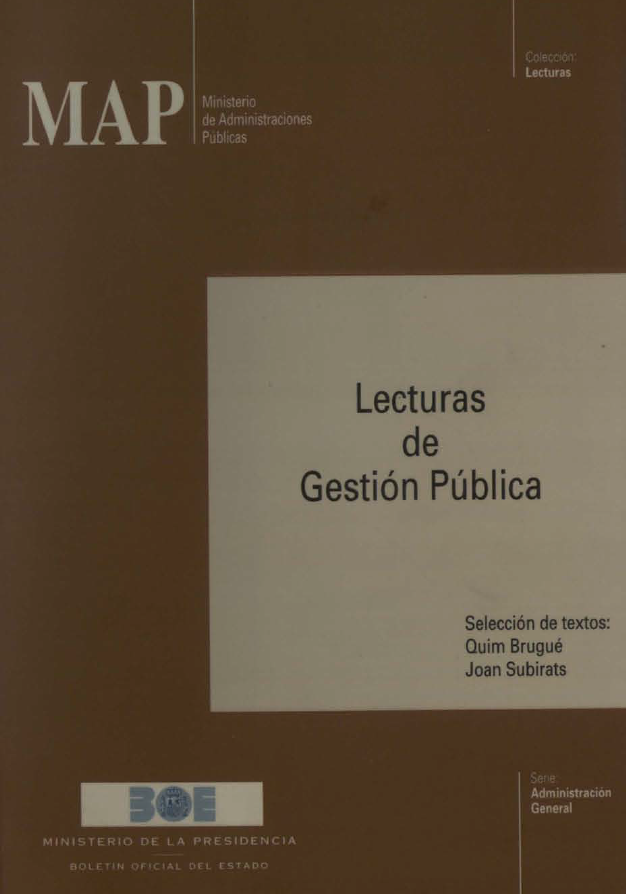 Colección:
Lecturas
MAP
Ministerio
de Administraciones
Públicas
Lecturas
de
Gestión Pública
Selección de textos:
Quim Brugué
Joan Subirats
Serie:
Administración
General
BOE
MINISTERIO DE LA PRESIDENCIA
BOLETIN OFICIAL DEL ESTADO